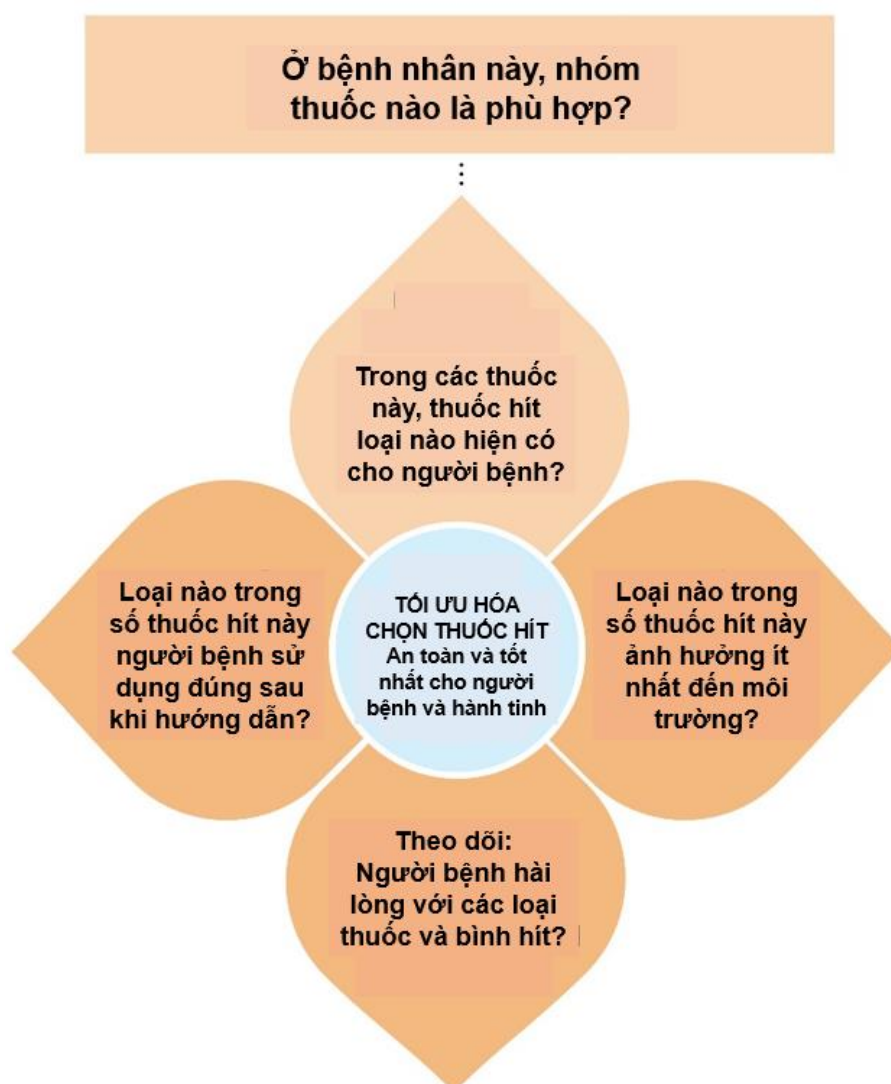 Ở bệnh nhân này, nhóm
thuốc nào là phù hợp?
Trong các thuốc
này, thuốc hít
loại nào hiện có
cho người bệnh?
Loại nào trong
số thuốc hít này
người bệnh sử
dụng đúng sau
khi hướng dẫn?
TỐI ƯU HÓA
CHỌN THUỐC HÍT
An toàn và tốt
nhất cho người
bệnh và hành tinh
Loại nào trong
số thuốc hít này
ảnh hưởng ít
nhất đến môi
trường?
Theo dõi:
Người bệnh hài
lòng với các loại
thuốc và bình hít?